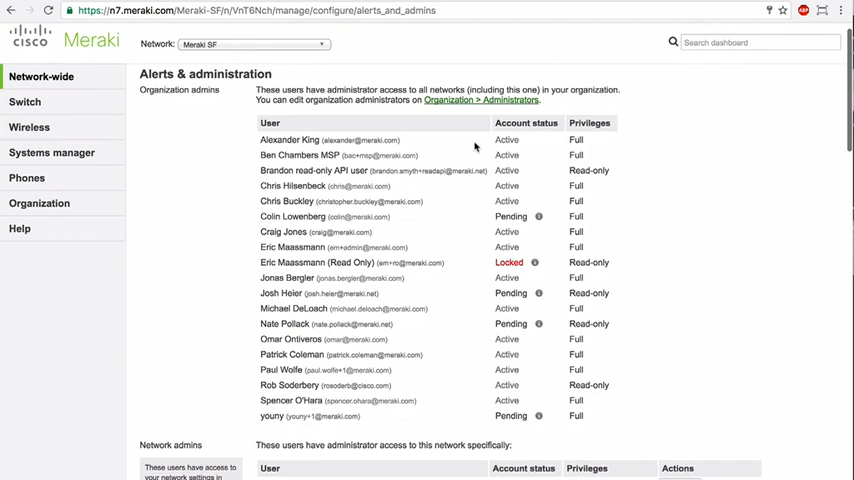 https://n7.meraki.com/Meraki-SF/n/VnT6Nch/manage/configure/alerts_and_admins
ABP
CISCO Meraki
Network: Meraki SF
Search dashboard
Network-wide
Switch
Wireless
Systems manager
Phones
Organization
Help
Alerts & administration
Organization admins
These users have administrator access to all networks (including this one) in your organization.
You can edit organization administrators on Organization > Administrators.
User Account status Privileges
Alexander King (alexander@meraki.com) Active Full
Ben Chambers MSP (bac+msp@meraki.com) Active Full
Brandon read-only API user (brandon.smyth+readapi@meraki.net) Active Read-only
Chris Hilsenbeck (chris@meraki.com) Active Full
Chris Buckley (christopher.buckley@meraki.com) Active Full
Colin Lowenberg (colin@meraki.com) Pending Full
Craig Jones (craig@meraki.com) Active Full
Eric Maassmann (em+admin@meraki.com) Active Full
Eric Maassmann (Read Only) (em+ro@meraki.com) Locked Read-only
Jonas Bergler (jonas.bergler@meraki.com) Active Full
Josh Heier (josh.heier@meraki.net) Pending Read-only
Michael DeLoach (michael.deloach@meraki.com) Active Full
Nate Pollack (nate.pollack@meraki.net) Pending Read-only
Omar Ontiveros (omar@meraki.com) Active Full
Patrick Coleman (patrick.coleman@meraki.com) Active Full
Paul Wolfe (paul.wolfe+1@meraki.com) Active Full
Rob Soderbery (rosoderb@cisco.com) Active Read-only
Spencer O'Hara (spencer.ohara@meraki.com) Active Full
youny (youny+1@meraki.com) Pending Full
Network admins
These users have administrator access to this network specifically:
These users have access to
your network settings in
User Account status Privileges Actions